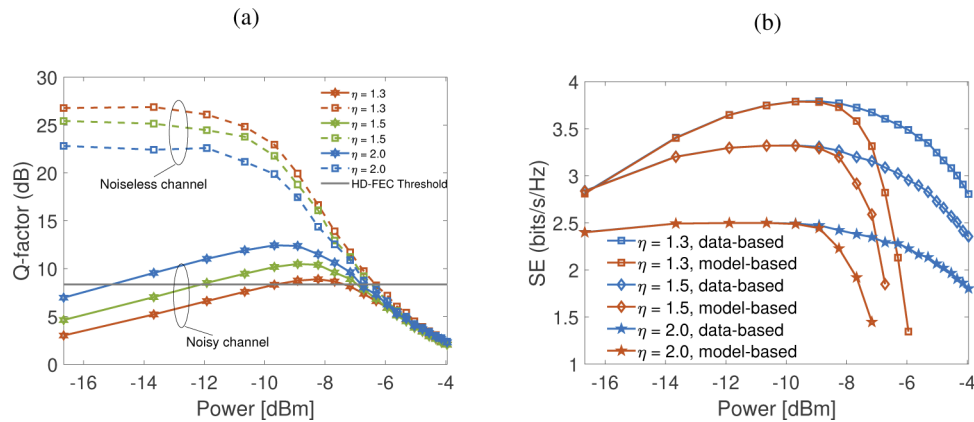 (a)
30
25
20
15
10
5
0
Q-factor (dB)
-16
-14
-12
-10
-8
-6
-4
Power [dBm]
Noiseless channel
Noisy channel
η = 1.3
η = 1.3
η = 1.5
η = 1.5
η = 2.0
η = 2.0
HD-FEC Threshold
(b)
4
3.5
3
2.5
2
1.5
1
SE (bits/s/Hz)
-16
-14
-12
-10
-8
-6
-4
Power [dBm]
η = 1.3, data-based
η = 1.3, model-based
η = 1.5, data-based
η = 1.5, model-based
η = 2.0, data-based
η = 2.0, model-based